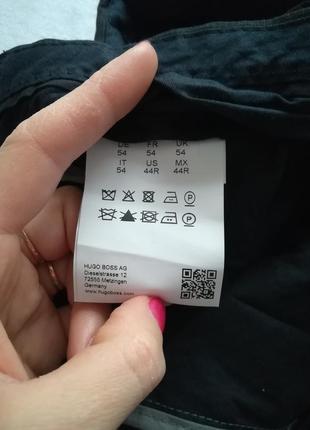 DE FR UK
54 54 54
IT US MX
54 44R 44R
P
P
HUGO BOSS AG
Dieselstrasse 12
72555 Metzingen
Germany
www.hugoboss.com